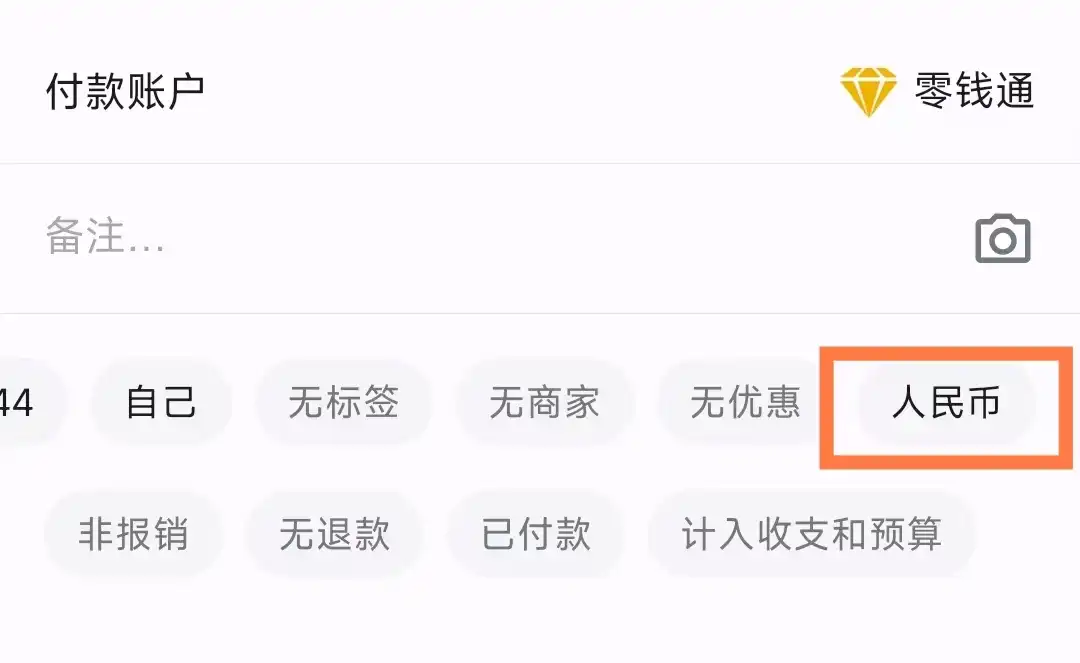 付款账户 零钱通
备注...
44 自己 无标签 无商家 无优惠 人民币
非报销 无退款 已付款 计入收支和预算